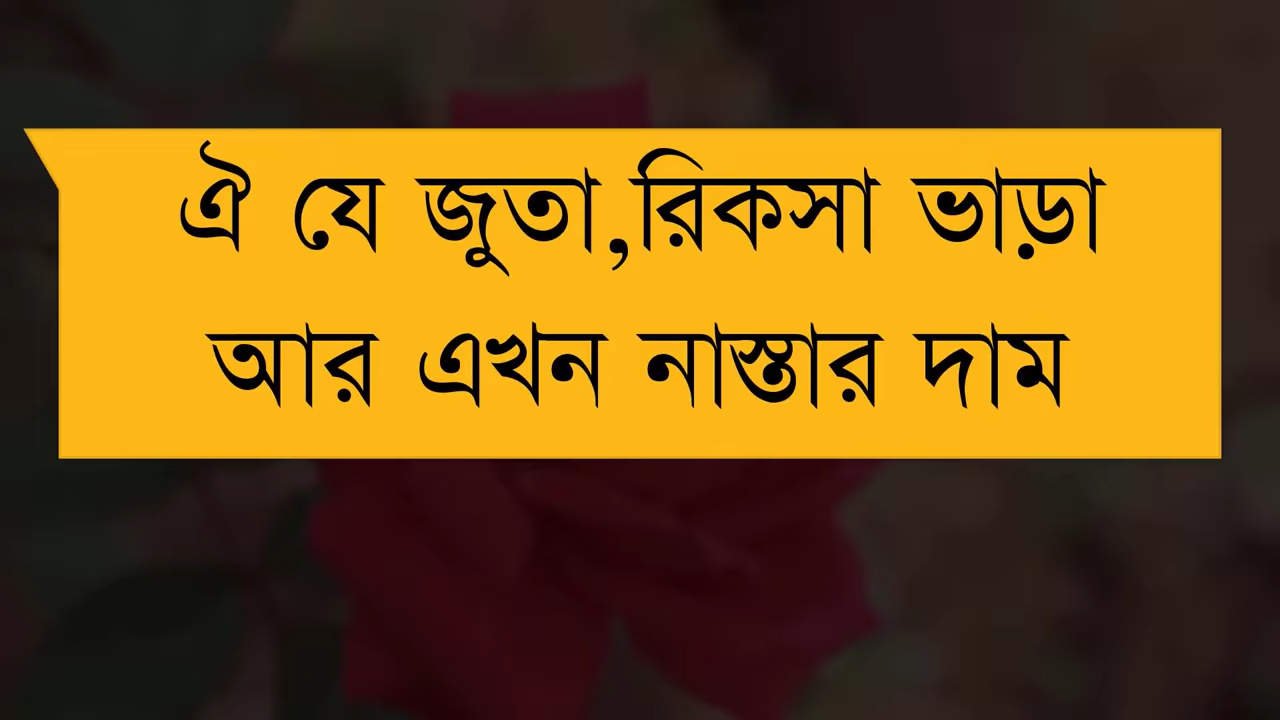 ঐ যে জুতা,রিকসা ভাড়া
আর এখন নাস্তার দাম